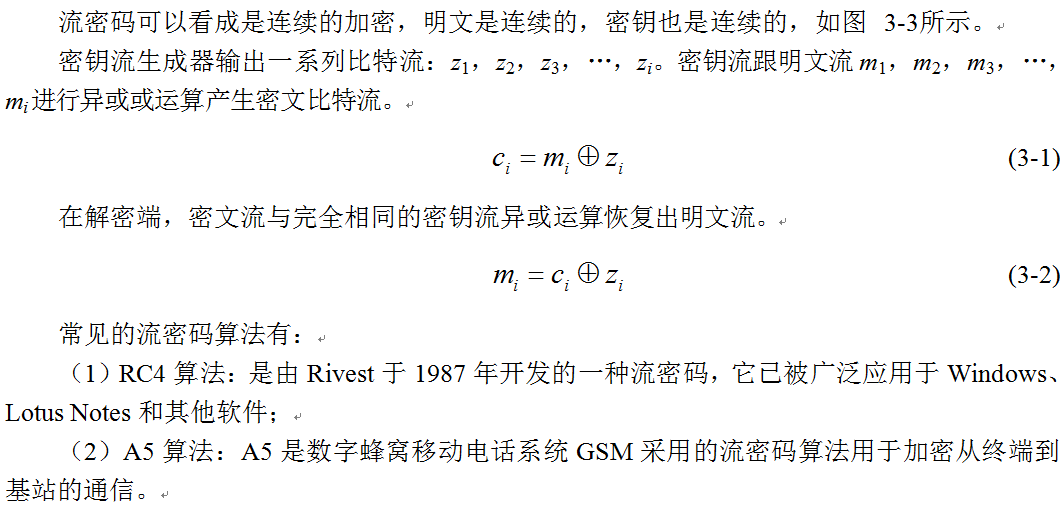 流密码可以看成是连续的加密，明文是连续的，密钥也是连续的，如图 3-3所示。
密钥流生成器输出一系列比特流：z1，z2，z3，…，zi。密钥流跟明文流 m1，m2，m3，…，
mi进行异或或运算产生密文比特流。
ci = mi ⊕ zi (3-1)
在解密端，密文流与完全相同的密钥流异或运算恢复出明文流。
mi = ci ⊕ zi (3-2)
常见的流密码算法有：
（1）RC4 算法：是由 Rivest 于 1987 年开发的一种流密码，它已被广泛应用于 Windows、
Lotus Notes 和其他软件；
（2）A5 算法：A5 是数字蜂窝移动电话系统 GSM 采用的流密码算法用于加密从终端到
基站的通信。